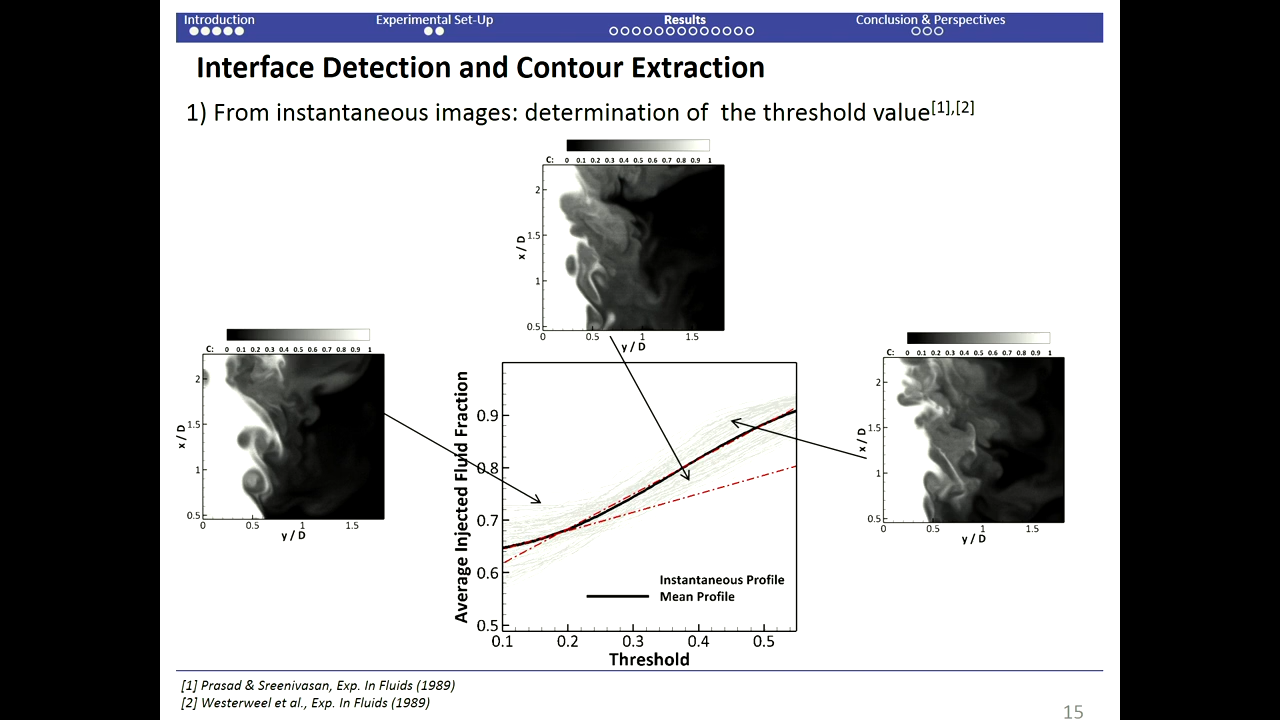 Introduction Experimental Set-Up Results Conclusion & Perspectives
Interface Detection and Contour Extraction
1) From instantaneous images: determination of the threshold value[1],[2]
C: 0 0.1 0.2 0.3 0.4 0.5 0.6 0.7 0.8 0.9 1
2
1.5
1
0.5
x / D
0 0.5 1 1.5
y / D
C: 0 0.1 0.2 0.3 0.4 0.5 0.6 0.7 0.8 0.9 1
2
1.5
1
0.5
x / D
0 0.5 1 1.5
y / D
C: 0 0.1 0.2 0.3 0.4 0.5 0.6 0.7 0.8 0.9 1
2
1.5
1
0.5
x / D
0 0.5 1 1.5
y / D
Average Injected Fluid Fraction
0.9
0.8
0.7
0.6
0.5
Instantaneous Profile
Mean Profile
0.1 0.2 0.3 0.4 0.5
Threshold
[1] Prasad & Sreenivasan, Exp. In Fluids (1989)
[2] Westerweel et al., Exp. In Fluids (1989)
15